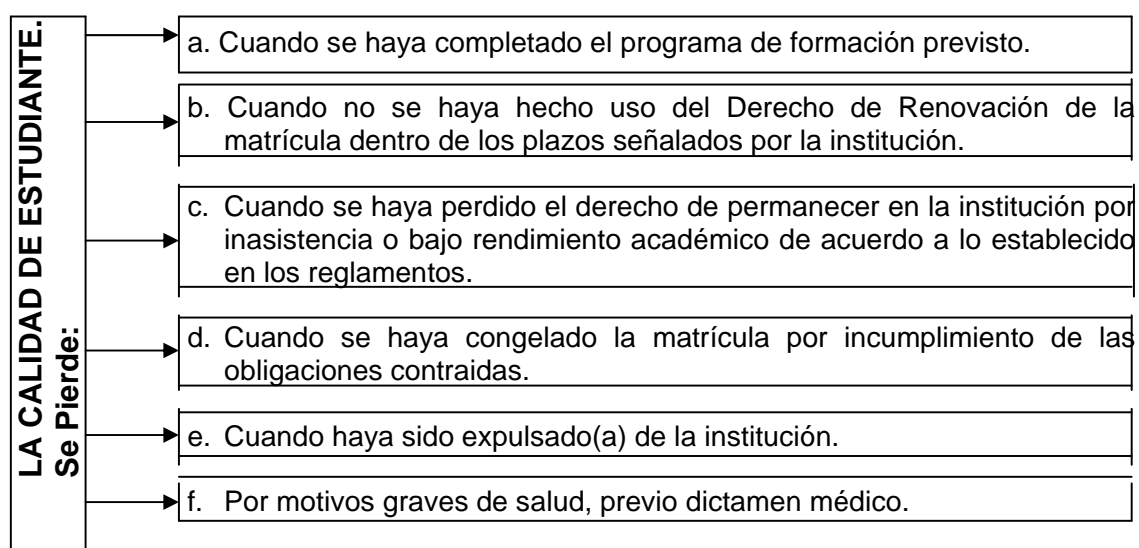 LA CALIDAD DE ESTUDIANTE.
Se Pierde:
a. Cuando se haya completado el programa de formación previsto.
b. Cuando no se haya hecho uso del Derecho de Renovación de la
matrícula dentro de los plazos señalados por la institución.
c. Cuando se haya perdido el derecho de permanecer en la institución por
inasistencia o bajo rendimiento académico de acuerdo a lo establecido
en los reglamentos.
d. Cuando se haya congelado la matrícula por incumplimiento de las
obligaciones contraidas.
e. Cuando haya sido expulsado(a) de la institución.
f. Por motivos graves de salud, previo dictamen médico.